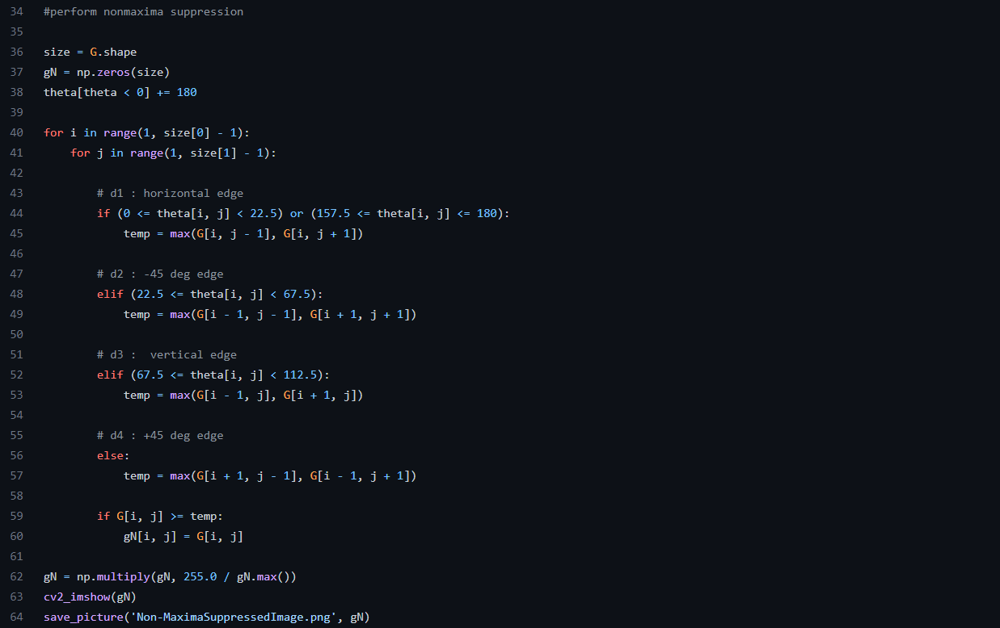 34 #perform nonmaxima suppression
35
36 size = G.shape
37 gN = np.zeros(size)
38 theta[theta < 0] += 180
39
40 for i in range(1, size[0] - 1):
41     for j in range(1, size[1] - 1):
42
43         # d1 : horizontal edge
44         if (0 <= theta[i, j] < 22.5) or (157.5 <= theta[i, j] <= 180):
45             temp = max(G[i, j - 1], G[i, j + 1])
46
47         # d2 : -45 deg edge
48         elif (22.5 <= theta[i, j] < 67.5):
49             temp = max(G[i - 1, j - 1], G[i + 1, j + 1])
50
51         # d3 :  vertical edge
52         elif (67.5 <= theta[i, j] < 112.5):
53             temp = max(G[i - 1, j], G[i + 1, j])
54
55         # d4 : +45 deg edge
56         else:
57             temp = max(G[i + 1, j - 1], G[i - 1, j + 1])
58
59         if G[i, j] >= temp:
60             gN[i, j] = G[i, j]
61
62 gN = np.multiply(gN, 255.0 / gN.max())
63 cv2_imshow(gN)
64 save_picture('Non-MaximaSuppressedImage.png', gN)